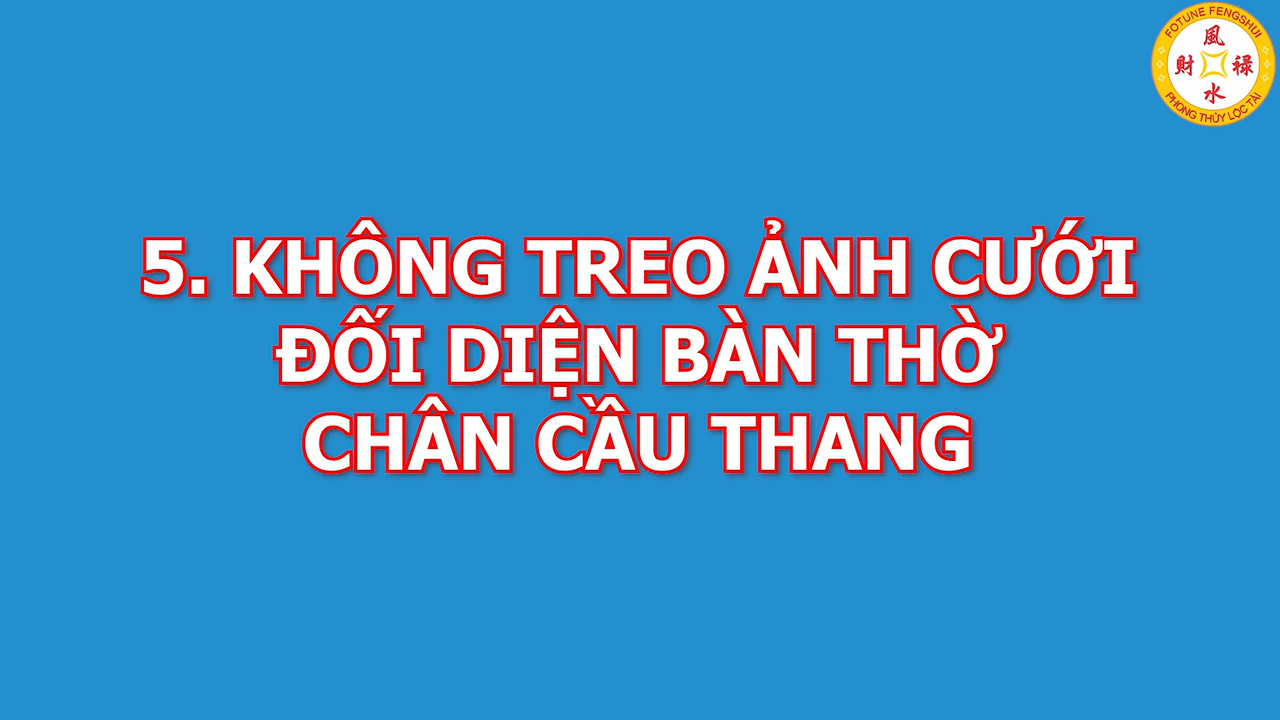 FOTUNE FENGSHUI
風
財 禄
水
PHONG THỦY LỘC TÀI
5. KHÔNG TREO ẢNH CƯỚI
ĐỐI DIỆN BÀN THỜ
CHÂN CẦU THANG